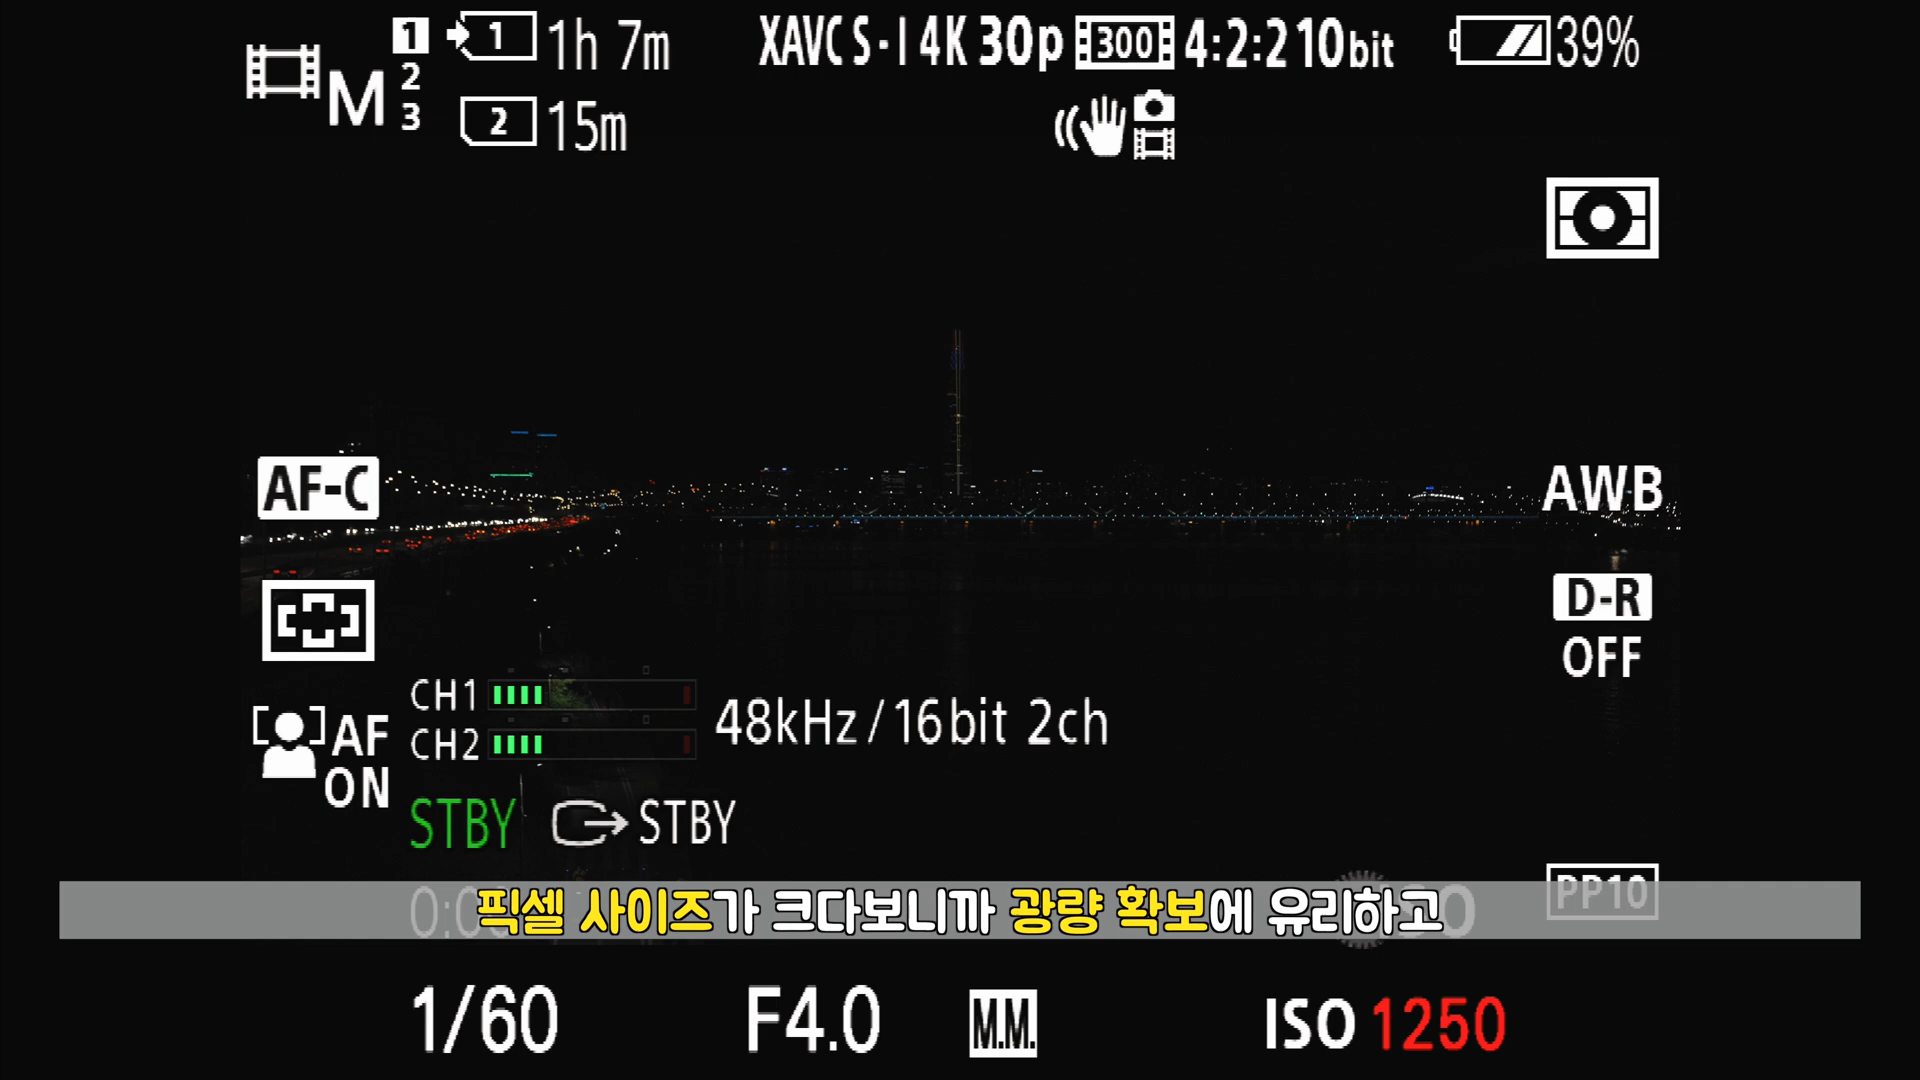 M
1
2
3
1 1h 7m
2 15m
XAVC S-I 4K 30p 300 4:2:2 10bit 39%
AF-C
AWB
D-R
OFF
AF
ON
CH1
CH2
48kHz/16bit 2ch
STBY STBY
PP10
픽셀 사이즈가 크다보니까 광량 확보에 유리하고
1/60 F4.0 M.M. ISO 1250